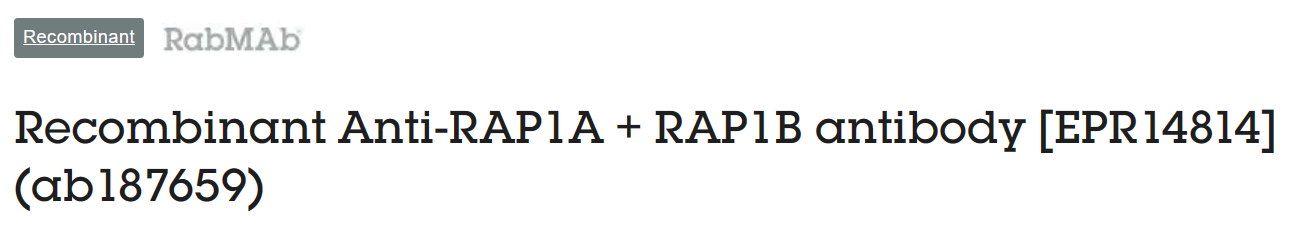 Recombinant RabMAb
Recombinant Anti-RAP1A + RAP1B antibody [EPR14814]
(ab187659)